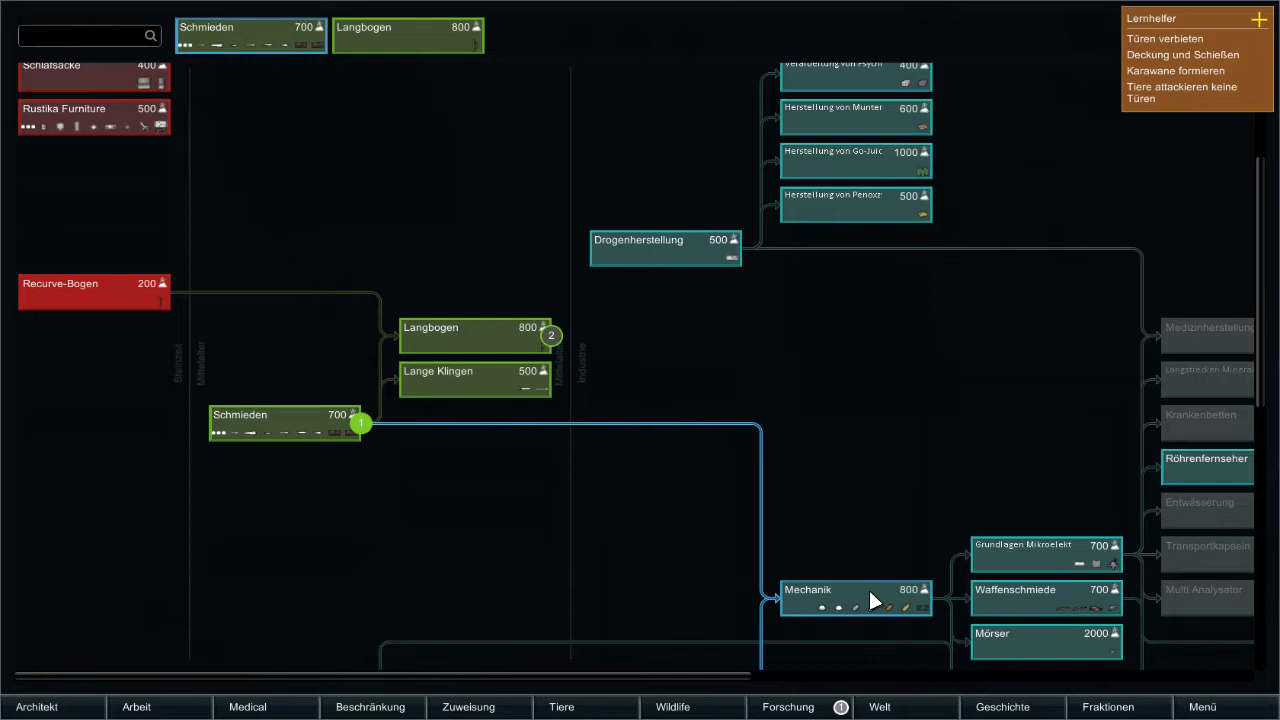 Schmieden 700
Langbogen 800
Lernhelfer
Türen verbieten
Deckung und Schießen
Karawane formieren
Tiere attackieren keine
Türen
Schlafsäcke 400
Rustika Furniture 500
400
Herstellung von Munter 600
Herstellung von Go-Juic 1000
Herstellung von Penoxz 500
Drogenherstellung 500
Recurve-Bogen 200
Langbogen 800
2
Lange Klingen 500
Steinzeit
Mittelalter
Mittelalter
Industrie
Schmieden 700
1
Medizinherstellung
Langstrecken Minera
Krankenbetten
Röhrenfernseher
Entwässerung
Transportkapseln
Multi Analysator
Grundlagen Mikroelekt 700
Mechanik 800
Waffenschmiede 700
Mörser 2000
Architekt
Arbeit
Medical
Beschränkung
Zuweisung
Tiere
Wildlife
Forschung
1
Welt
Geschichte
Fraktionen
Menü